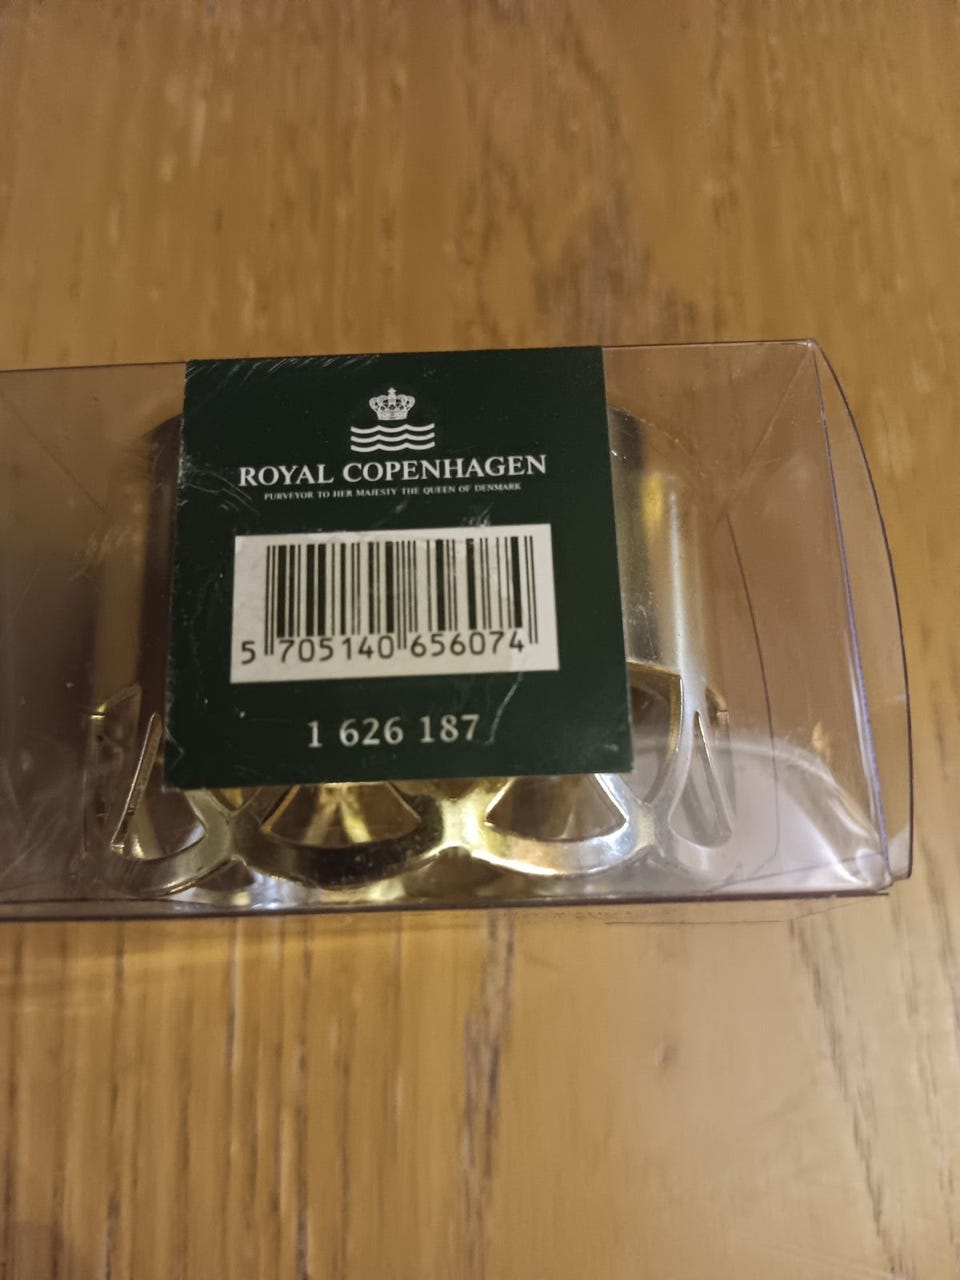 ROYAL COPENHAGEN
PURVEYOR TO HER MAJESTY THE QUEEN OF DENMARK
5 705140 656074
1 626 187